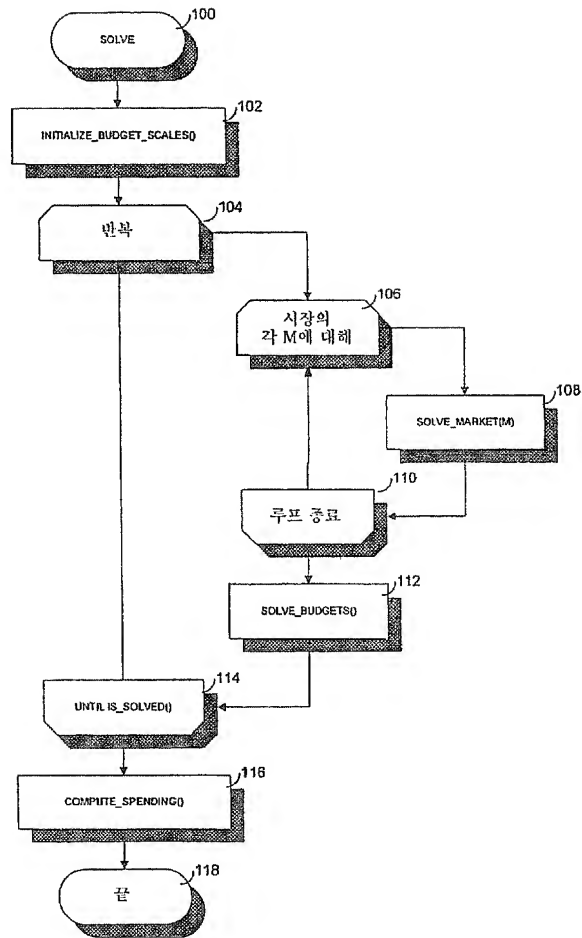 100
SOLVE
102
INITIALIZE_BUDGET_SCALES()
104
반복
106
시장의
각 M에 대해
108
SOLVE_MARKET(M)
110
루프 종료
112
SOLVE_BUDGETS()
114
UNTIL IS_SOLVED()
116
COMPUTE_SPENDING()
118
끝